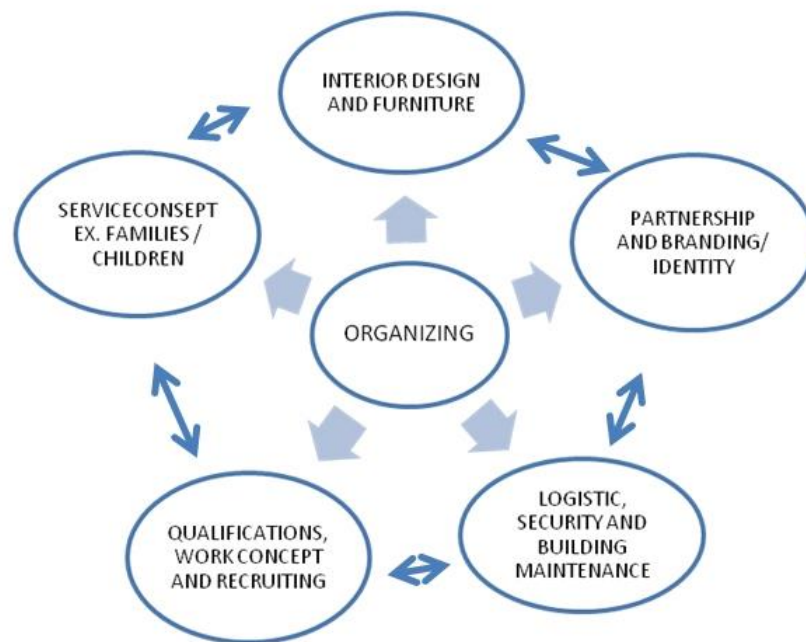 INTERIOR DESIGN
AND FURNITURE
SERVICECONSEPT
EX. FAMILIES /
CHILDREN
PARTNERSHIP
AND BRANDING/
IDENTITY
ORGANIZING
QUALIFICATIONS,
WORK CONCEPT
AND RECRUITING
LOGISTIC,
SECURITY AND
BUILDING
MAINTENANCE